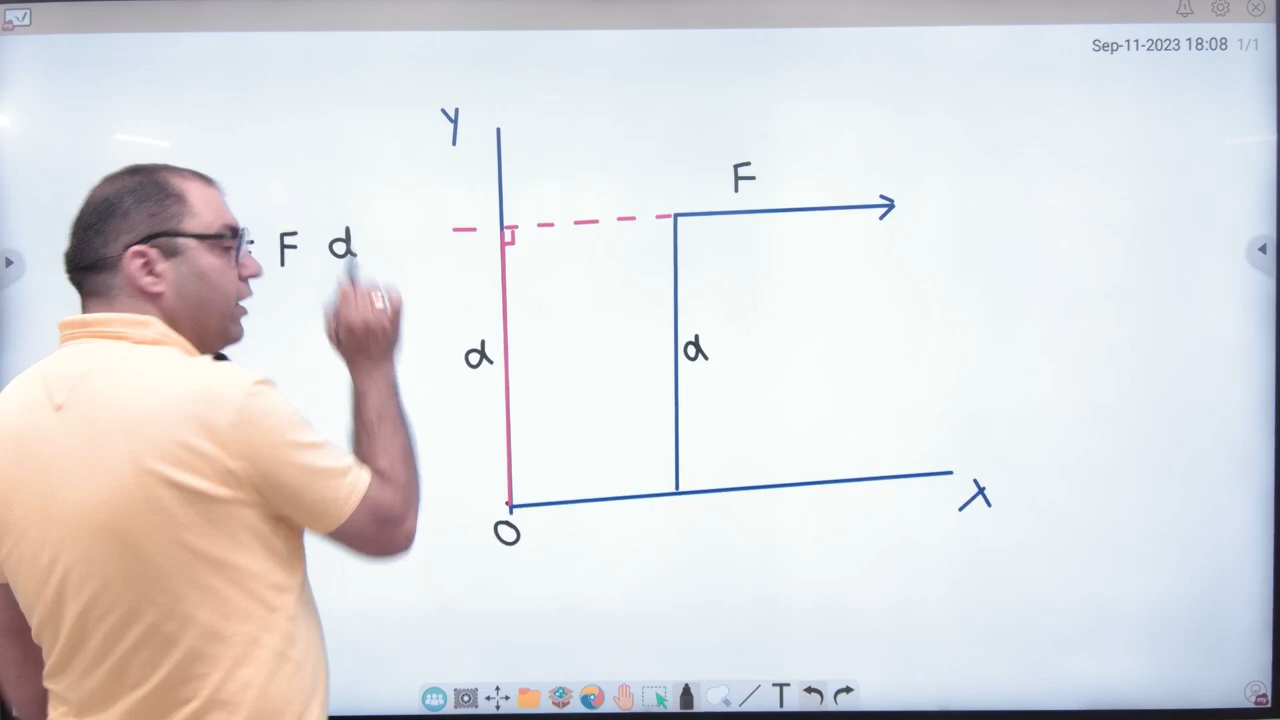 Sep-11-2023 18:08 1/1
Y
F
= F d
d
d
X
O
T